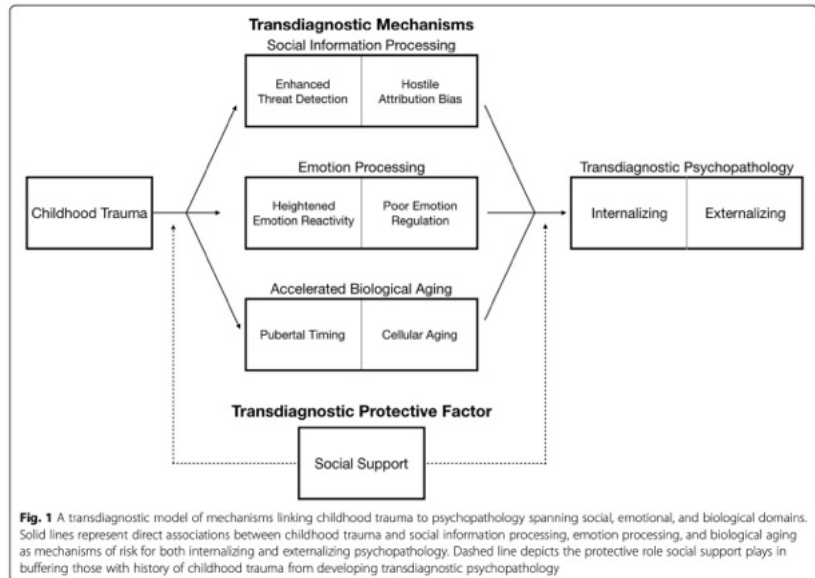 Transdiagnostic Mechanisms
Social Information Processing
Enhanced
Threat Detection
Hostile
Attribution Bias
Emotion Processing
Transdiagnostic Psychopathology
Childhood Trauma
Heightened
Emotion Reactivity
Poor Emotion
Regulation
Internalizing
Externalizing
Accelerated Biological Aging
Pubertal Timing
Cellular Aging
Transdiagnostic Protective Factor
Social Support
Fig. 1 A transdiagnostic model of mechanisms linking childhood trauma to psychopathology spanning social, emotional, and biological domains.
Solid lines represent direct associations between childhood trauma and social information processing, emotion processing, and biological aging
as mechanisms of risk for both internalizing and externalizing psychopathology. Dashed line depicts the protective role social support plays in
buffering those with history of childhood trauma from developing transdiagnostic psychopathology